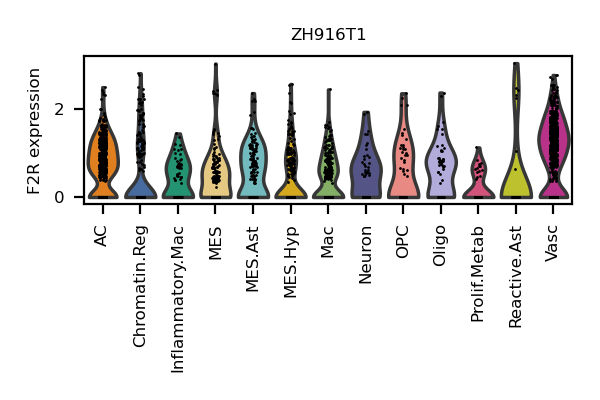 ZH916T1
F2R expression
2
0
AC
Chromatin.Reg
Inflammatory.Mac
MES
MES.Ast
MES.Hyp
Mac
Neuron
OPC
Oligo
Prolif.Metab
Reactive.Ast
Vasc